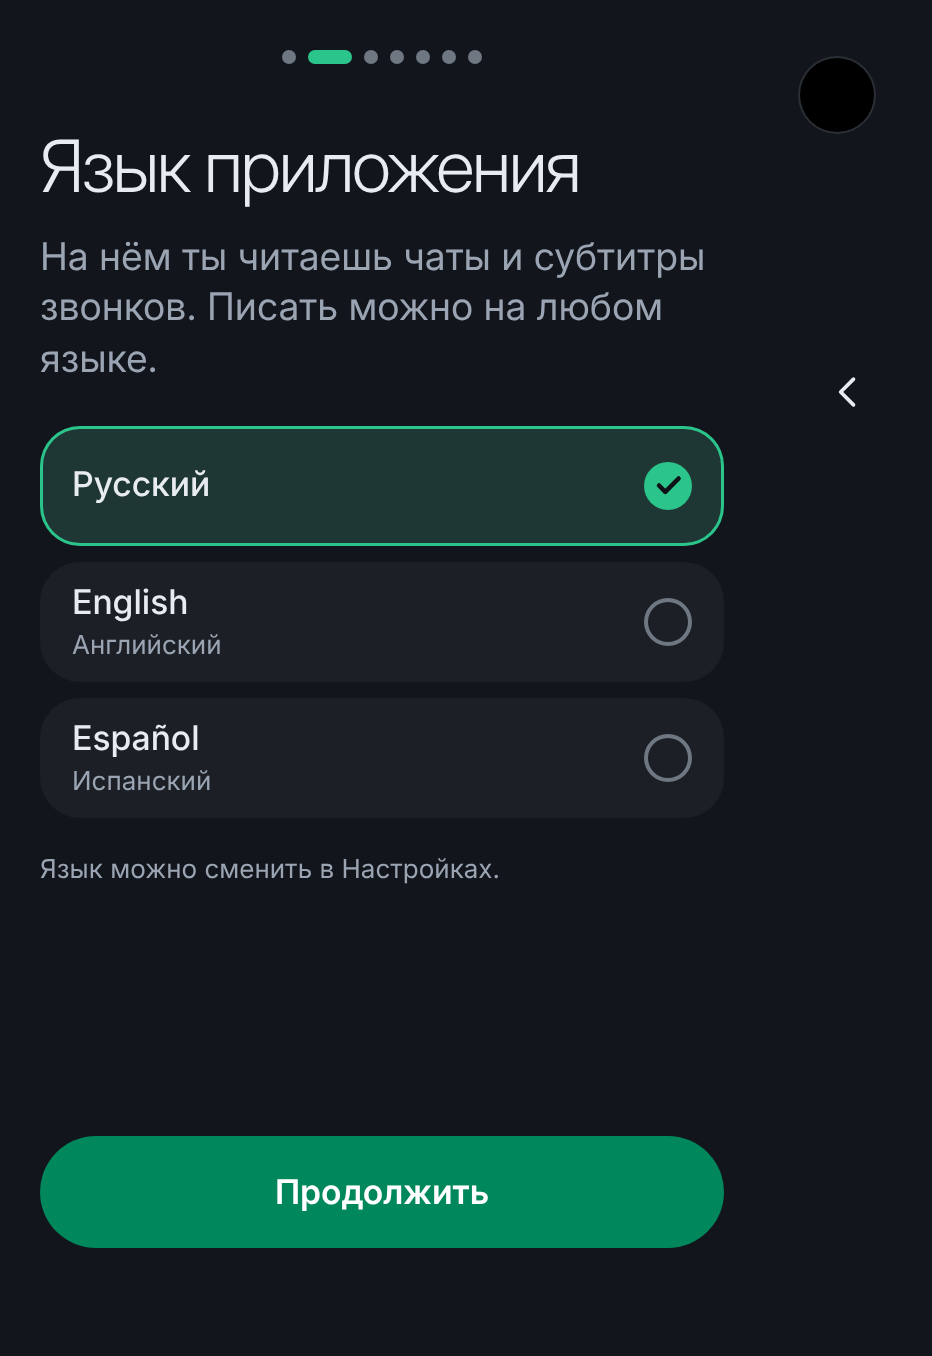 Язык приложения
На нём ты читаешь чаты и субтитры
звонков. Писать можно на любом
языке.
Русский
English
Английский
Español
Испанский
Язык можно сменить в Настройках.
Продолжить